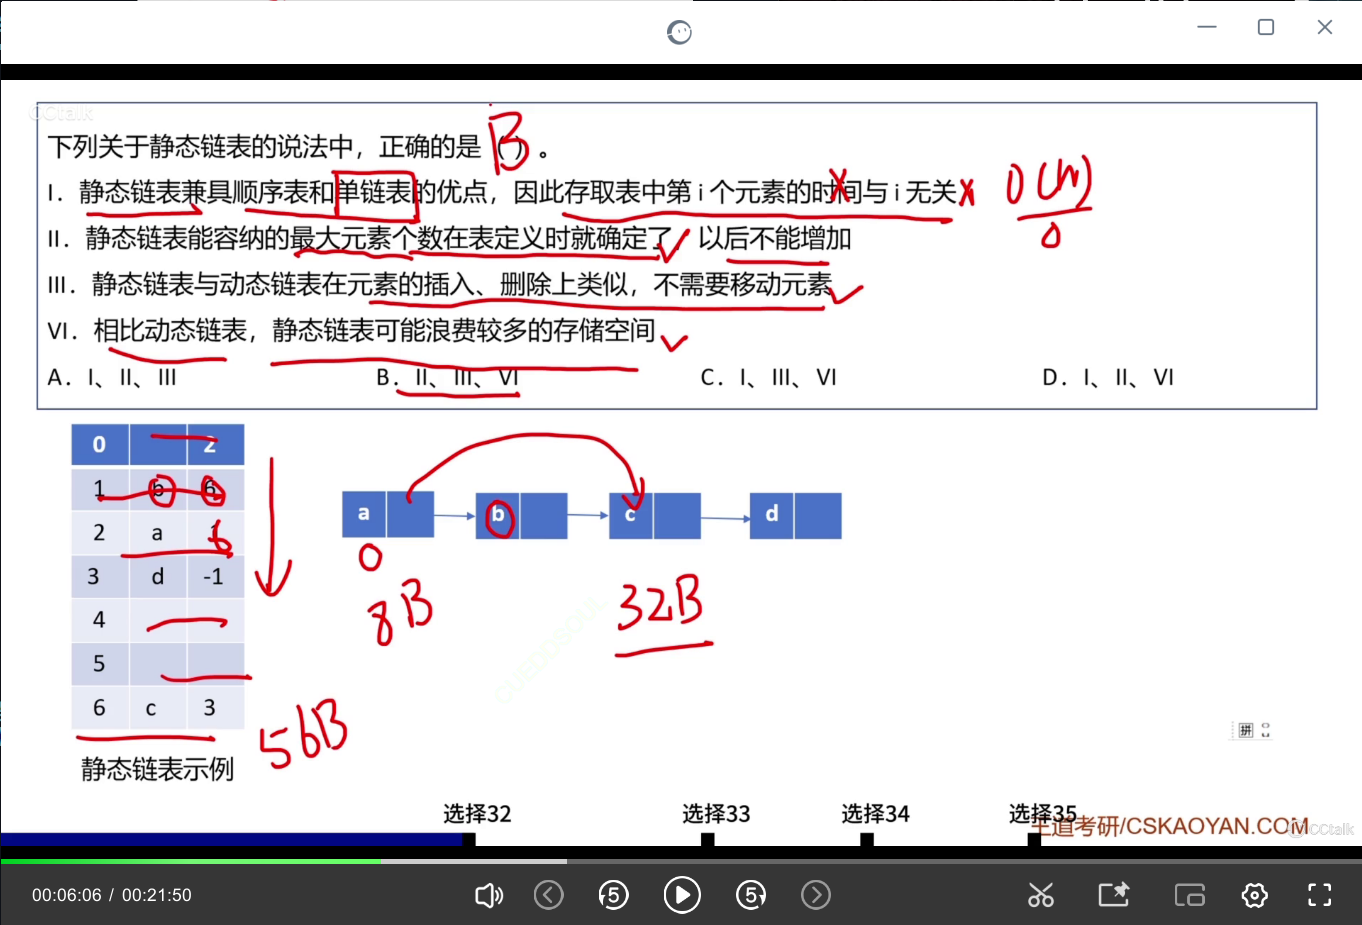 CCtalk
下列关于静态链表的说法中，正确的是（ ）。
B
I．静态链表兼具顺序表和单链表的优点，因此存取表中第 i 个元素的时间与 i 无关
O(n)
0
II．静态链表能容纳的最大元素个数在表定义时就确定了，以后不能增加
III．静态链表与动态链表在元素的插入、删除上类似，不需要移动元素
VI．相比动态链表，静态链表可能浪费较多的存储空间
A．I、II、III B．II、III、VI C．I、III、VI D．I、II、VI
0 2
1 b 6
2 a 6
3 d -1
4
5
6 c 3
静态链表示例
a b c d
0
8B
32B
56B
拼
选择32 选择33 选择34 选择35
王道考研/CSKAOYAN.COM
CCtalk
00:06:06 / 00:21:50
5 5